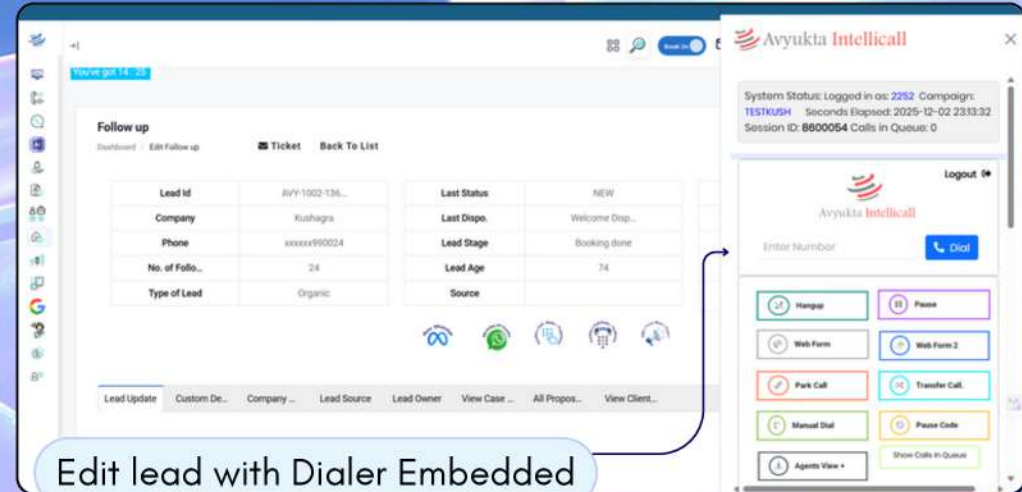 You've got 14 : 23
Follow up
Dashboard / Edit Follow up
Ticket Back To List
Lead Id AVY-1002-136...
Company Kushagra
Phone xxxxxx990024
No. of Follo... 24
Type of Lead Organic
Last Status NEW
Last Dispo. Welcome Disp...
Lead Stage Booking done
Lead Age 74
Source
Lead Update Custom De... Company ... Lead Source Lead Owner View Case ... All Propos... View Client...
Edit lead with Dialer Embedded
Avyukta Intellicall
System Status: Logged in as: 2252 Campaign:
TESTKUSH Seconds Elapsed: 2025-12-02 23:13:32
Session ID: 8600054 Calls in Queue: 0
Logout
Avyukta Intellicall
Enter Number Dial
Hangup Pause
Web Form Web Form 2
Park Call Transfer Call.
Manual Dial Pause Code
Agents View + Show Calls In Queue